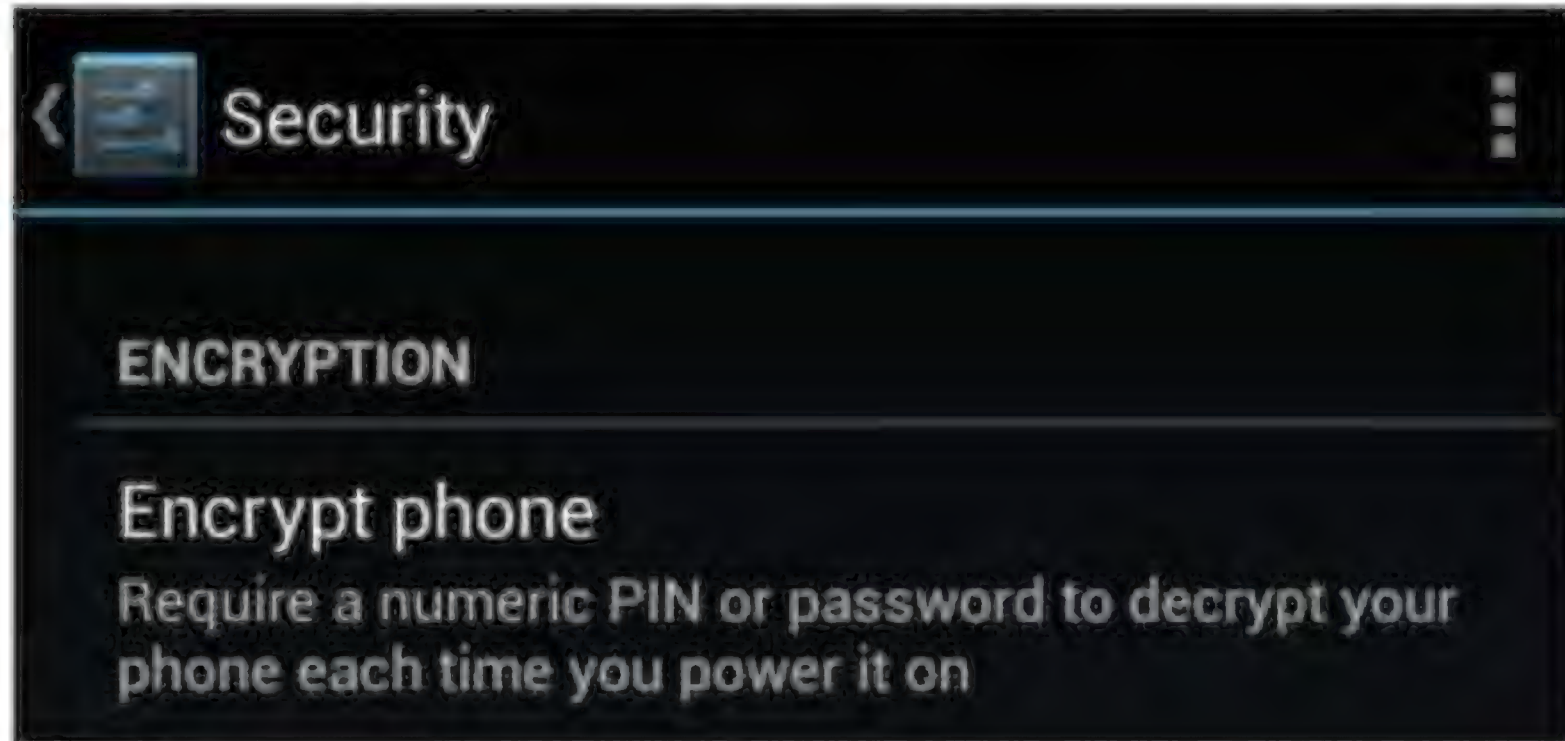 Security
ENCRYPTION
Encrypt phone
Require a numeric PIN or password to decrypt your
phone each time you power it on